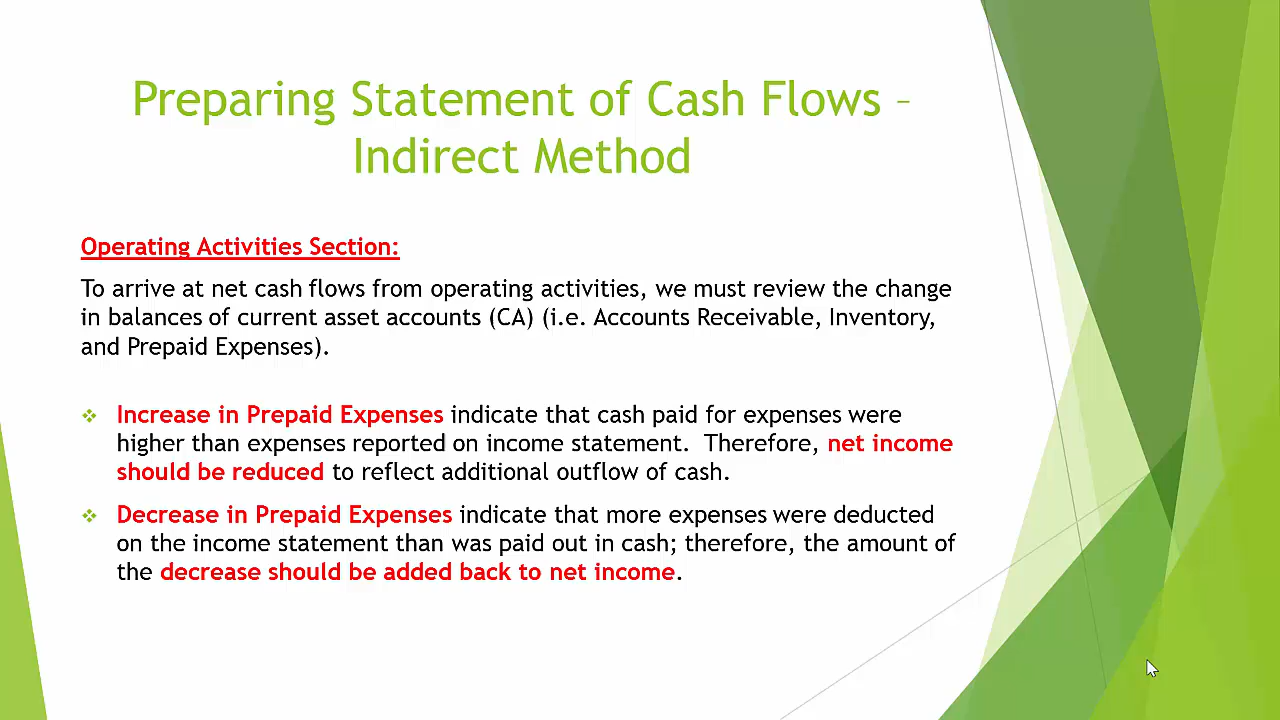 Preparing Statement of Cash Flows –
Indirect Method
Operating Activities Section:
To arrive at net cash flows from operating activities, we must review the change
in balances of current asset accounts (CA) (i.e. Accounts Receivable, Inventory,
and Prepaid Expenses).
Increase in Prepaid Expenses indicate that cash paid for expenses were
higher than expenses reported on income statement. Therefore, net income
should be reduced to reflect additional outflow of cash.
Decrease in Prepaid Expenses indicate that more expenses were deducted
on the income statement than was paid out in cash; therefore, the amount of
the decrease should be added back to net income.